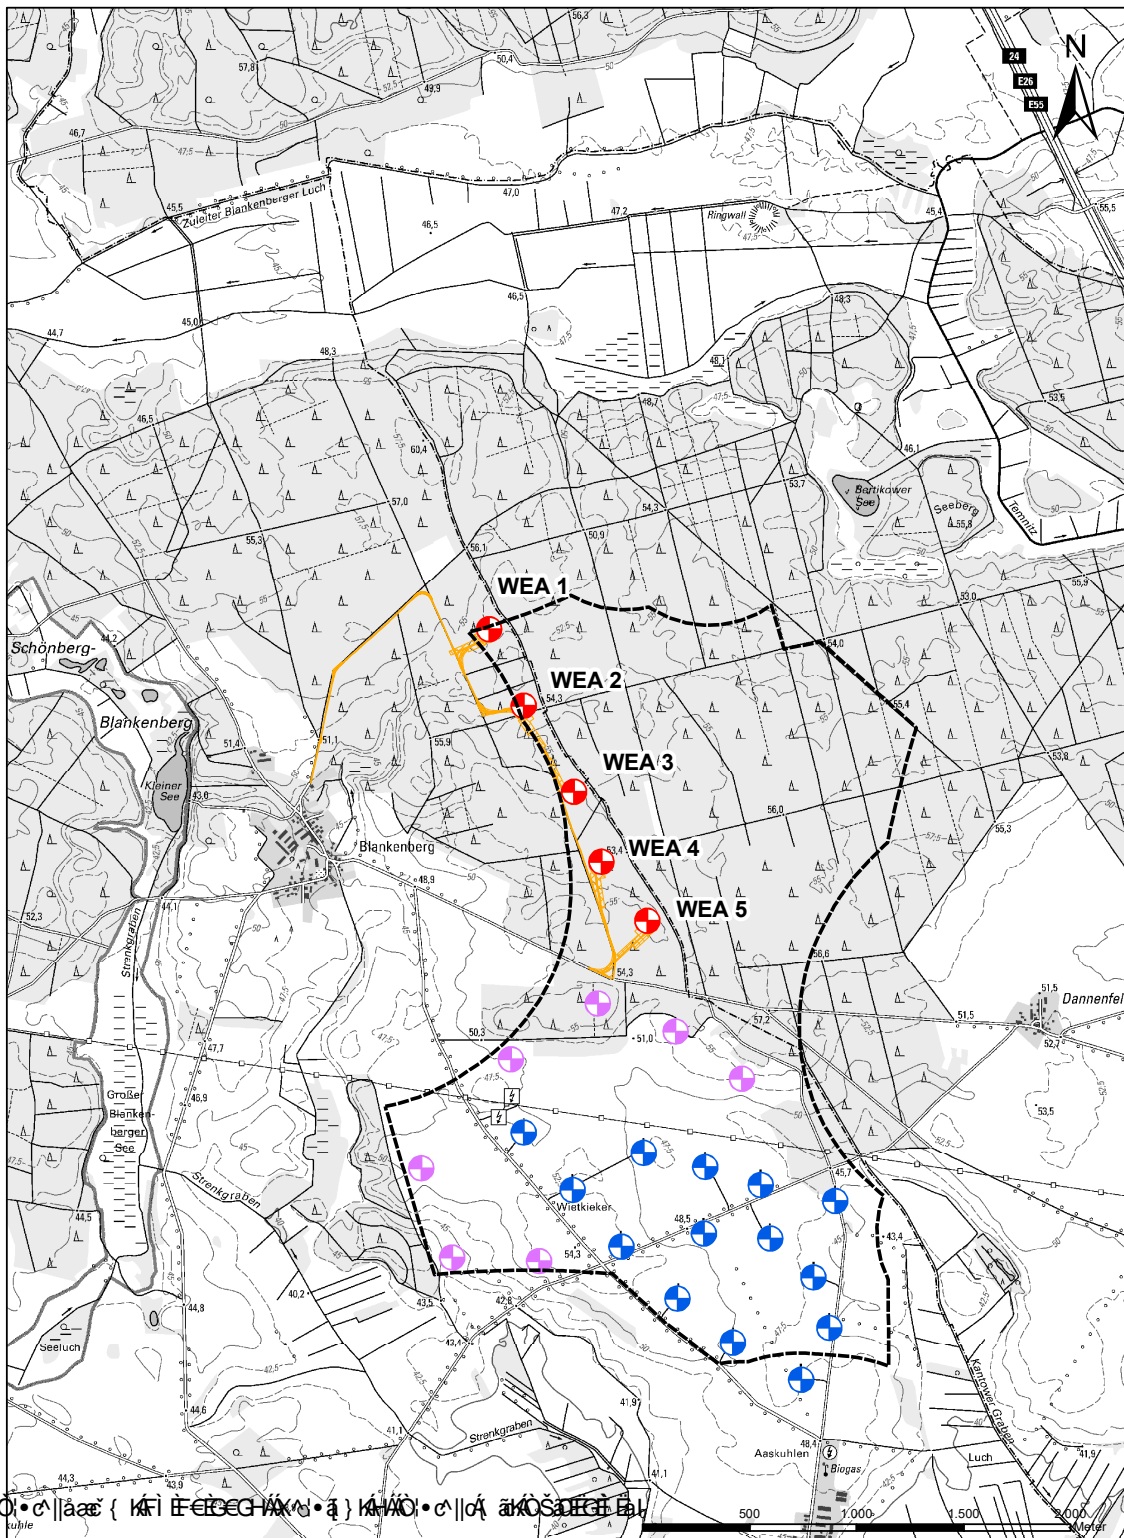 N
24
E26
E55
56,3
50,4
57,8
49,9
46,7
47,0
45,5
Zuleiter Blankenberger Luch
46,5
47,2
Ringwall
45,4
55,5
46,5
48,3
45,0
44,7
48,3
48,1
48,7
53,5
46,5
60,4
46,1
53,7
57,0
54,3
Bertikower
See
Seeberg
55,8
Temnitz
50,9
55,3
56,1
55,9
53,0
WEA 1
44,2
Schönberg-
54,0
WEA 2
54,3
55,4
Blankenberg
51,1
51,4
55,9
53,8
WEA 3
Kleiner
See
43,0
56,0
55,3
Blankenberg
53,4
WEA 4
48,9
WEA 5
44,1
52,3
Strenkgraben
56,6
54,3
51,5
Dannenfel
57,2
51,5
50,3
51,0
52,7
47,7
46,9
Großer
Blanken-
berger
See
53,5
Strenkgraben
45,7
Wietkieker
48,5
44,5
43,4
54,3
40,2
43,5
42,8
44,8
43,4
Seeluch
Kantower Graben
44,6
41,9
41,1
Strenkgraben
48,4
Aaskuhlen
Biogas
Luch
41,9
44,3
43,9
41,1
500
1.000
1.500
2.000
Meter
kuhle